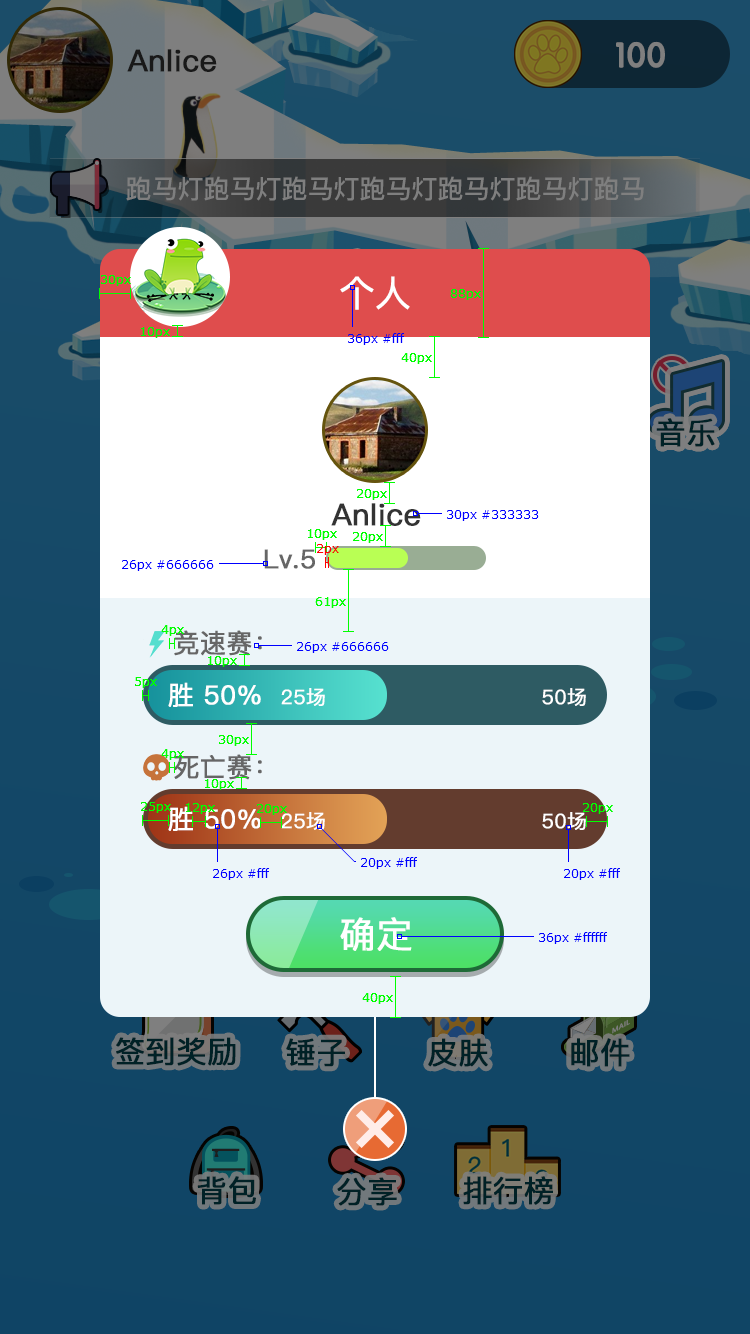 Anlice
100
跑马灯跑马灯跑马灯跑马灯跑马灯跑马灯跑马
30px
个人
88px
10px
36px #fff
40px
音乐
20px
Anlice
30px #333333
10px
20px
2px
Lv.5
26px #666666
61px
4px
竞速赛：
26px #666666
10px
5px
胜 50% 25场 50场
30px
4px
死亡赛：
10px
25px 12px 20px 20px
胜 50% 25场 50场
20px #fff
26px #fff
20px #fff
确定
36px #ffffff
40px
MAIL
签到奖励 锤子 皮肤 邮件
1
2
背包 分享 排行榜